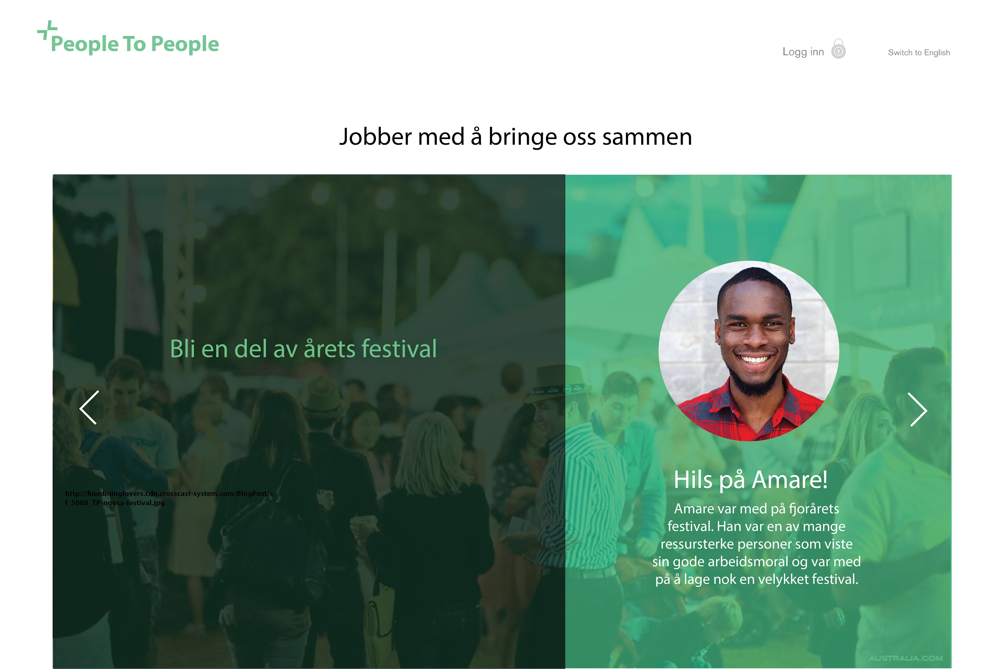 People To People
Logg inn
Switch to English
Jobber med å bringe oss sammen
Bli en del av årets festival
http://finedininglovers.cdn.crosscast-system.com/BlogPost/x-
l_5008_TP-noosa-festival.jpg
Hils på Amare!
Amare var med på fjorårets
festival. Han var en av mange
ressursterke personer som viste
sin gode arbeidsmoral og var med
på å lage nok en velykket festival.
AUSTRALIA.COM